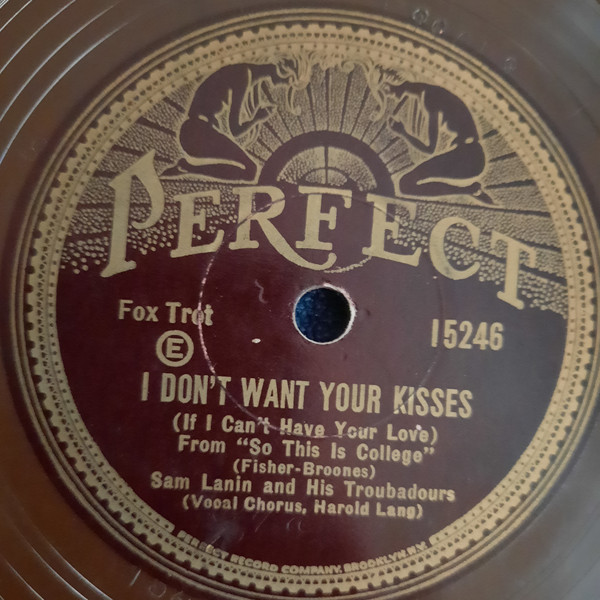 PERFECT
Fox Trot
E
15246
I DON'T WANT YOUR KISSES
(If I Can't Have Your Love)
From "So This Is College"
(Fisher-Broones)
Sam Lanin and His Troubadours
(Vocal Chorus, Harold Lang)
PERFECT RECORD COMPANY, BROOKLYN, N.Y.